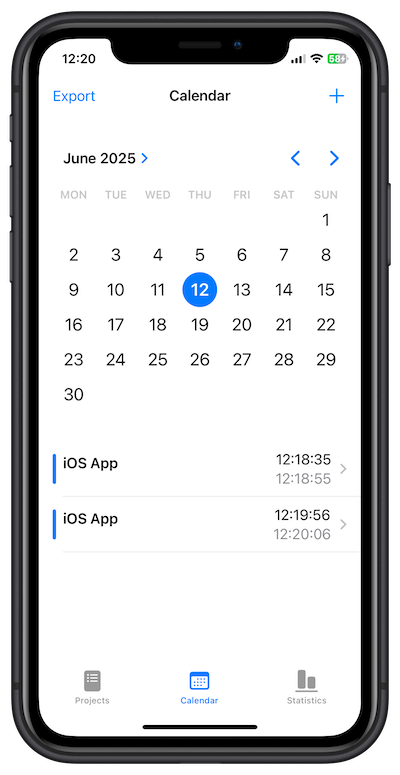 12:20
68
Export Calendar +
June 2025
MON TUE WED THU FRI SAT SUN
1
2 3 4 5 6 7 8
9 10 11 12 13 14 15
16 17 18 19 20 21 22
23 24 25 26 27 28 29
30
iOS App 12:18:35
12:18:55
iOS App 12:19:56
12:20:06
Projects Calendar Statistics